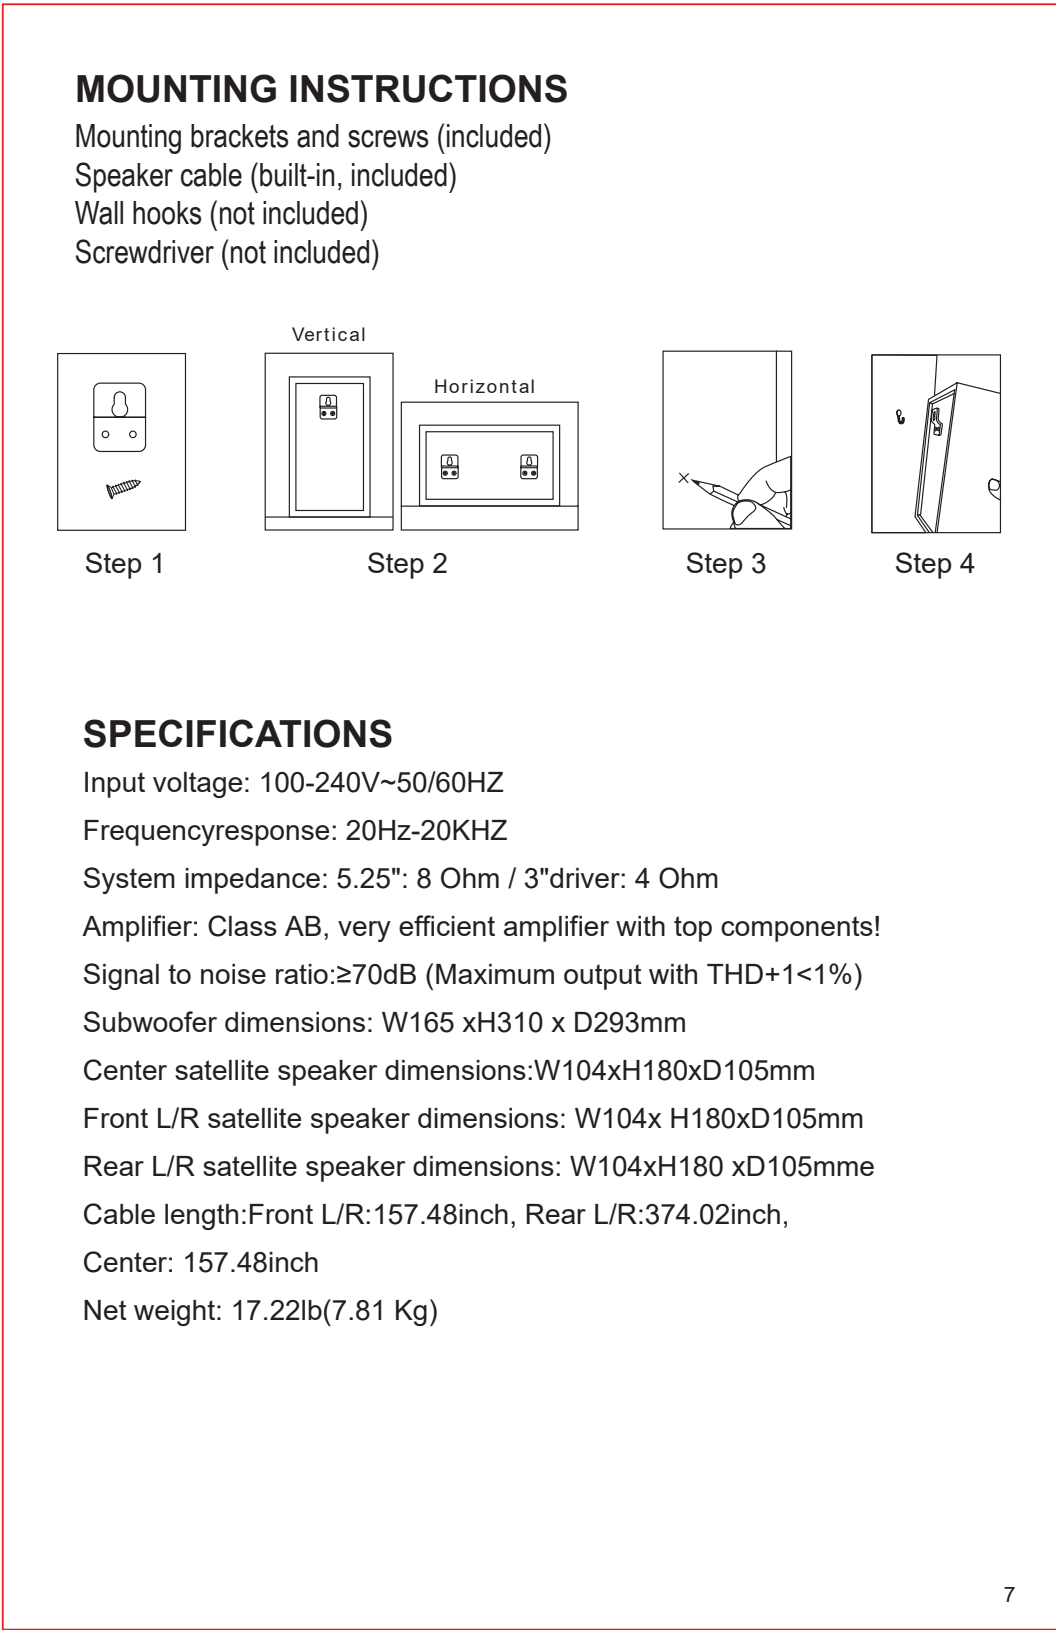 MOUNTING INSTRUCTIONS
Mounting brackets and screws (included)
Speaker cable (built-in, included)
Wall hooks (not included)
Screwdriver (not included)
Vertical
Horizontal
Step 1
Step 2
Step 3
Step 4
SPECIFICATIONS
Input voltage: 100-240V~50/60HZ
Frequencyresponse: 20Hz-20KHZ
System impedance: 5.25": 8 Ohm / 3"driver: 4 Ohm
Amplifier: Class AB, very efficient amplifier with top components!
Signal to noise ratio:≥70dB (Maximum output with THD+1<1%)
Subwoofer dimensions: W165 xH310 x D293mm
Center satellite speaker dimensions:W104xH180xD105mm
Front L/R satellite speaker dimensions: W104x H180xD105mm
Rear L/R satellite speaker dimensions: W104xH180 xD105mme
Cable length:Front L/R:157.48inch, Rear L/R:374.02inch,
Center: 157.48inch
Net weight: 17.22lb(7.81 Kg)
7